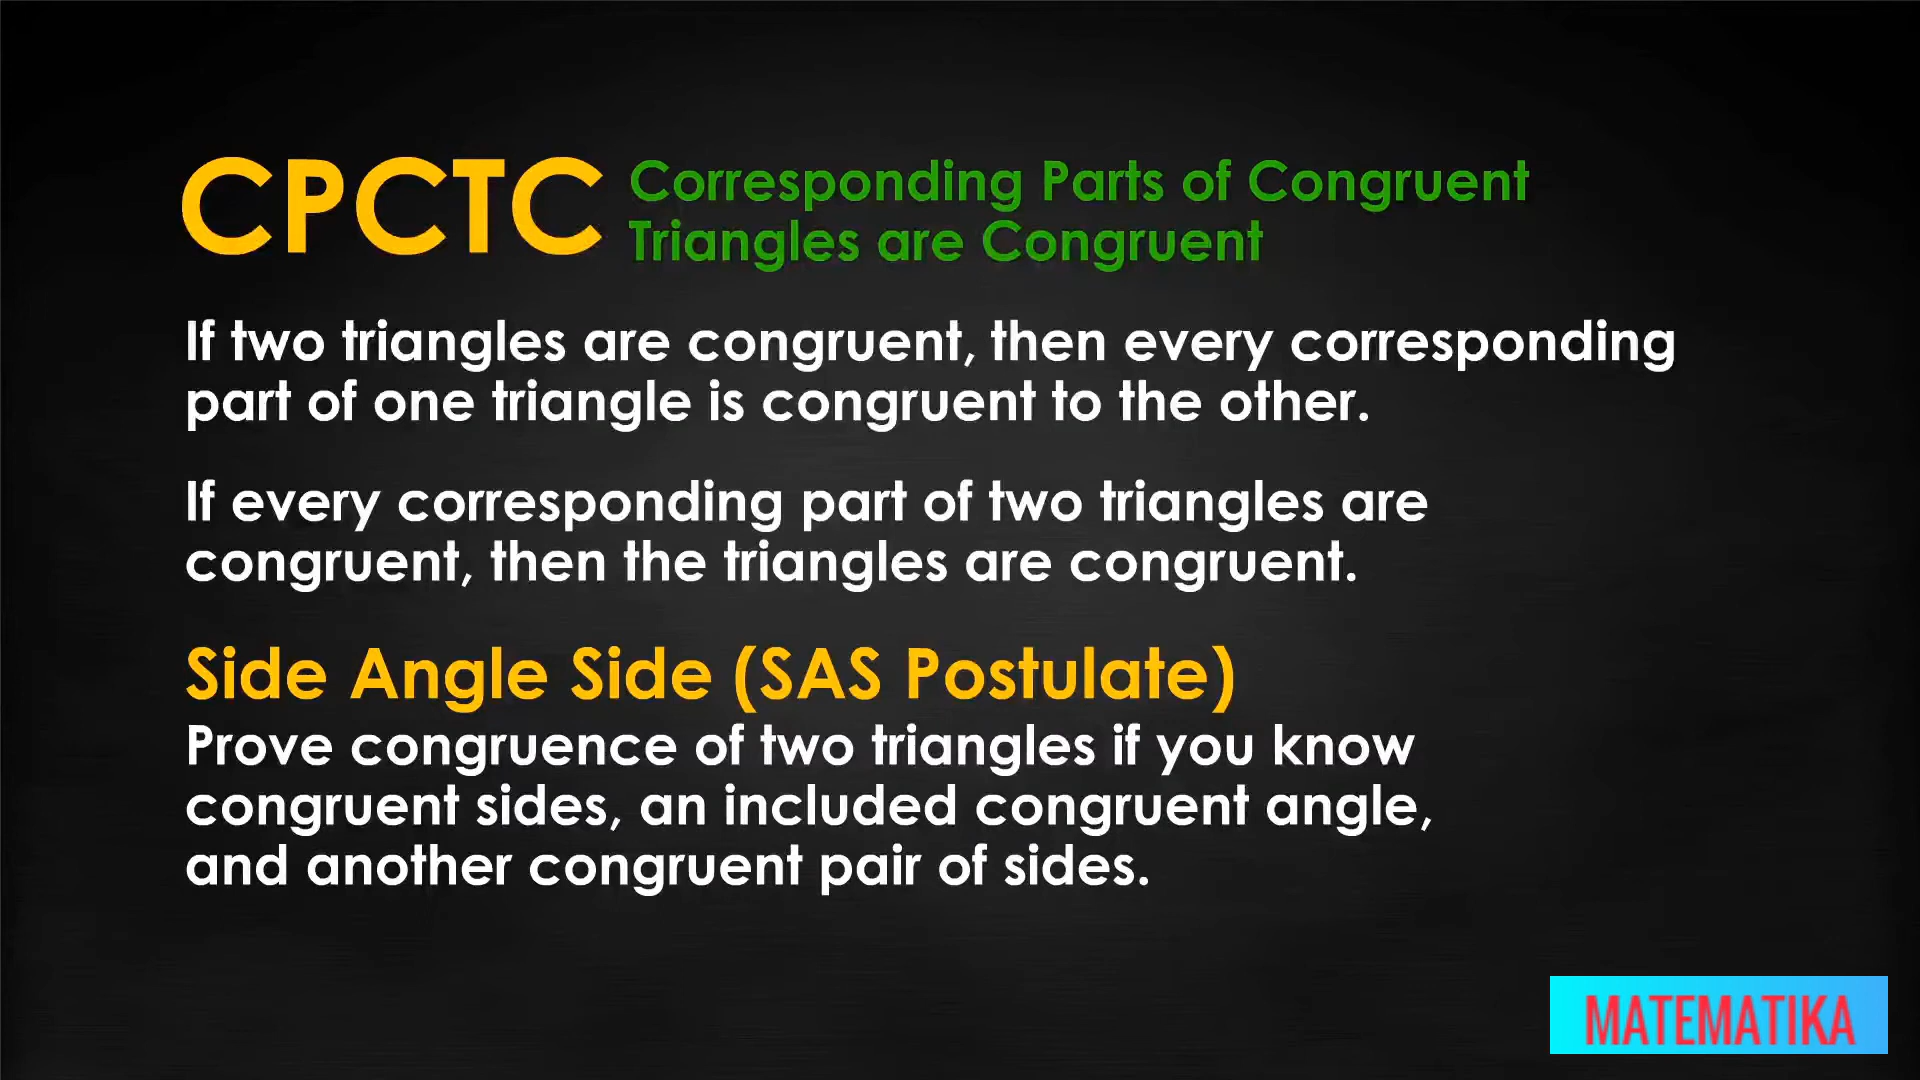 CPCTC
Corresponding Parts of Congruent
Triangles are Congruent
If two triangles are congruent, then every corresponding
part of one triangle is congruent to the other.
If every corresponding part of two triangles are
congruent, then the triangles are congruent.
Side Angle Side (SAS Postulate)
Prove congruence of two triangles if you know
congruent sides, an included congruent angle,
and another congruent pair of sides.
MATEMATIKA